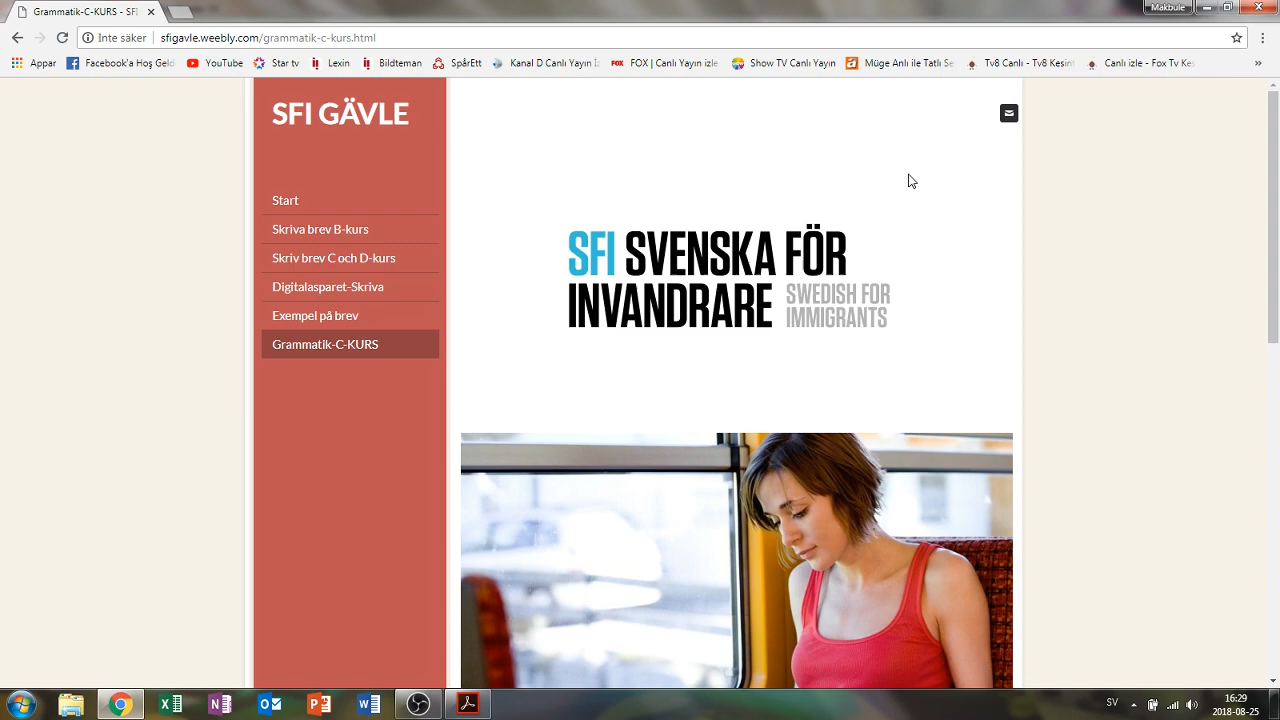 Grammatik-C-KURS - SFI
Makbule
Inte säker | sfigavle.weebly.com/grammatik-c-kurs.html
Appar Facebook'a Hoş Geld YouTube Star tv Lexin Bildteman SpårEtt Kanal D Canlı Yayın İz FOX | Canlı Yayın izle Show TV Canlı Yayın Müge Anlı ile Tatlı Se Tv8 Canlı - Tv8 Kesint Canlı izle - Fox Tv Kes »
SFI GÄVLE
Start
Skriva brev B-kurs
Skriv brev C och D-kurs
Digitalasparet-Skriva
Exempel på brev
Grammatik-C-KURS
SFI SVENSKA FÖR
INVANDRARE SWEDISH FOR
IMMIGRANTS
SV
16:29
2018-08-25